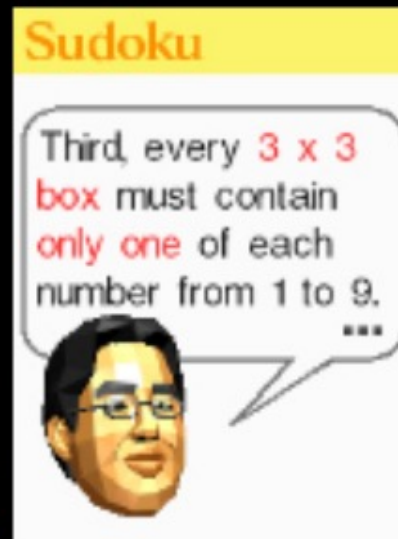 Sudoku
Third, every 3 x 3
box must contain
only one of each
number from 1 to 9.
...